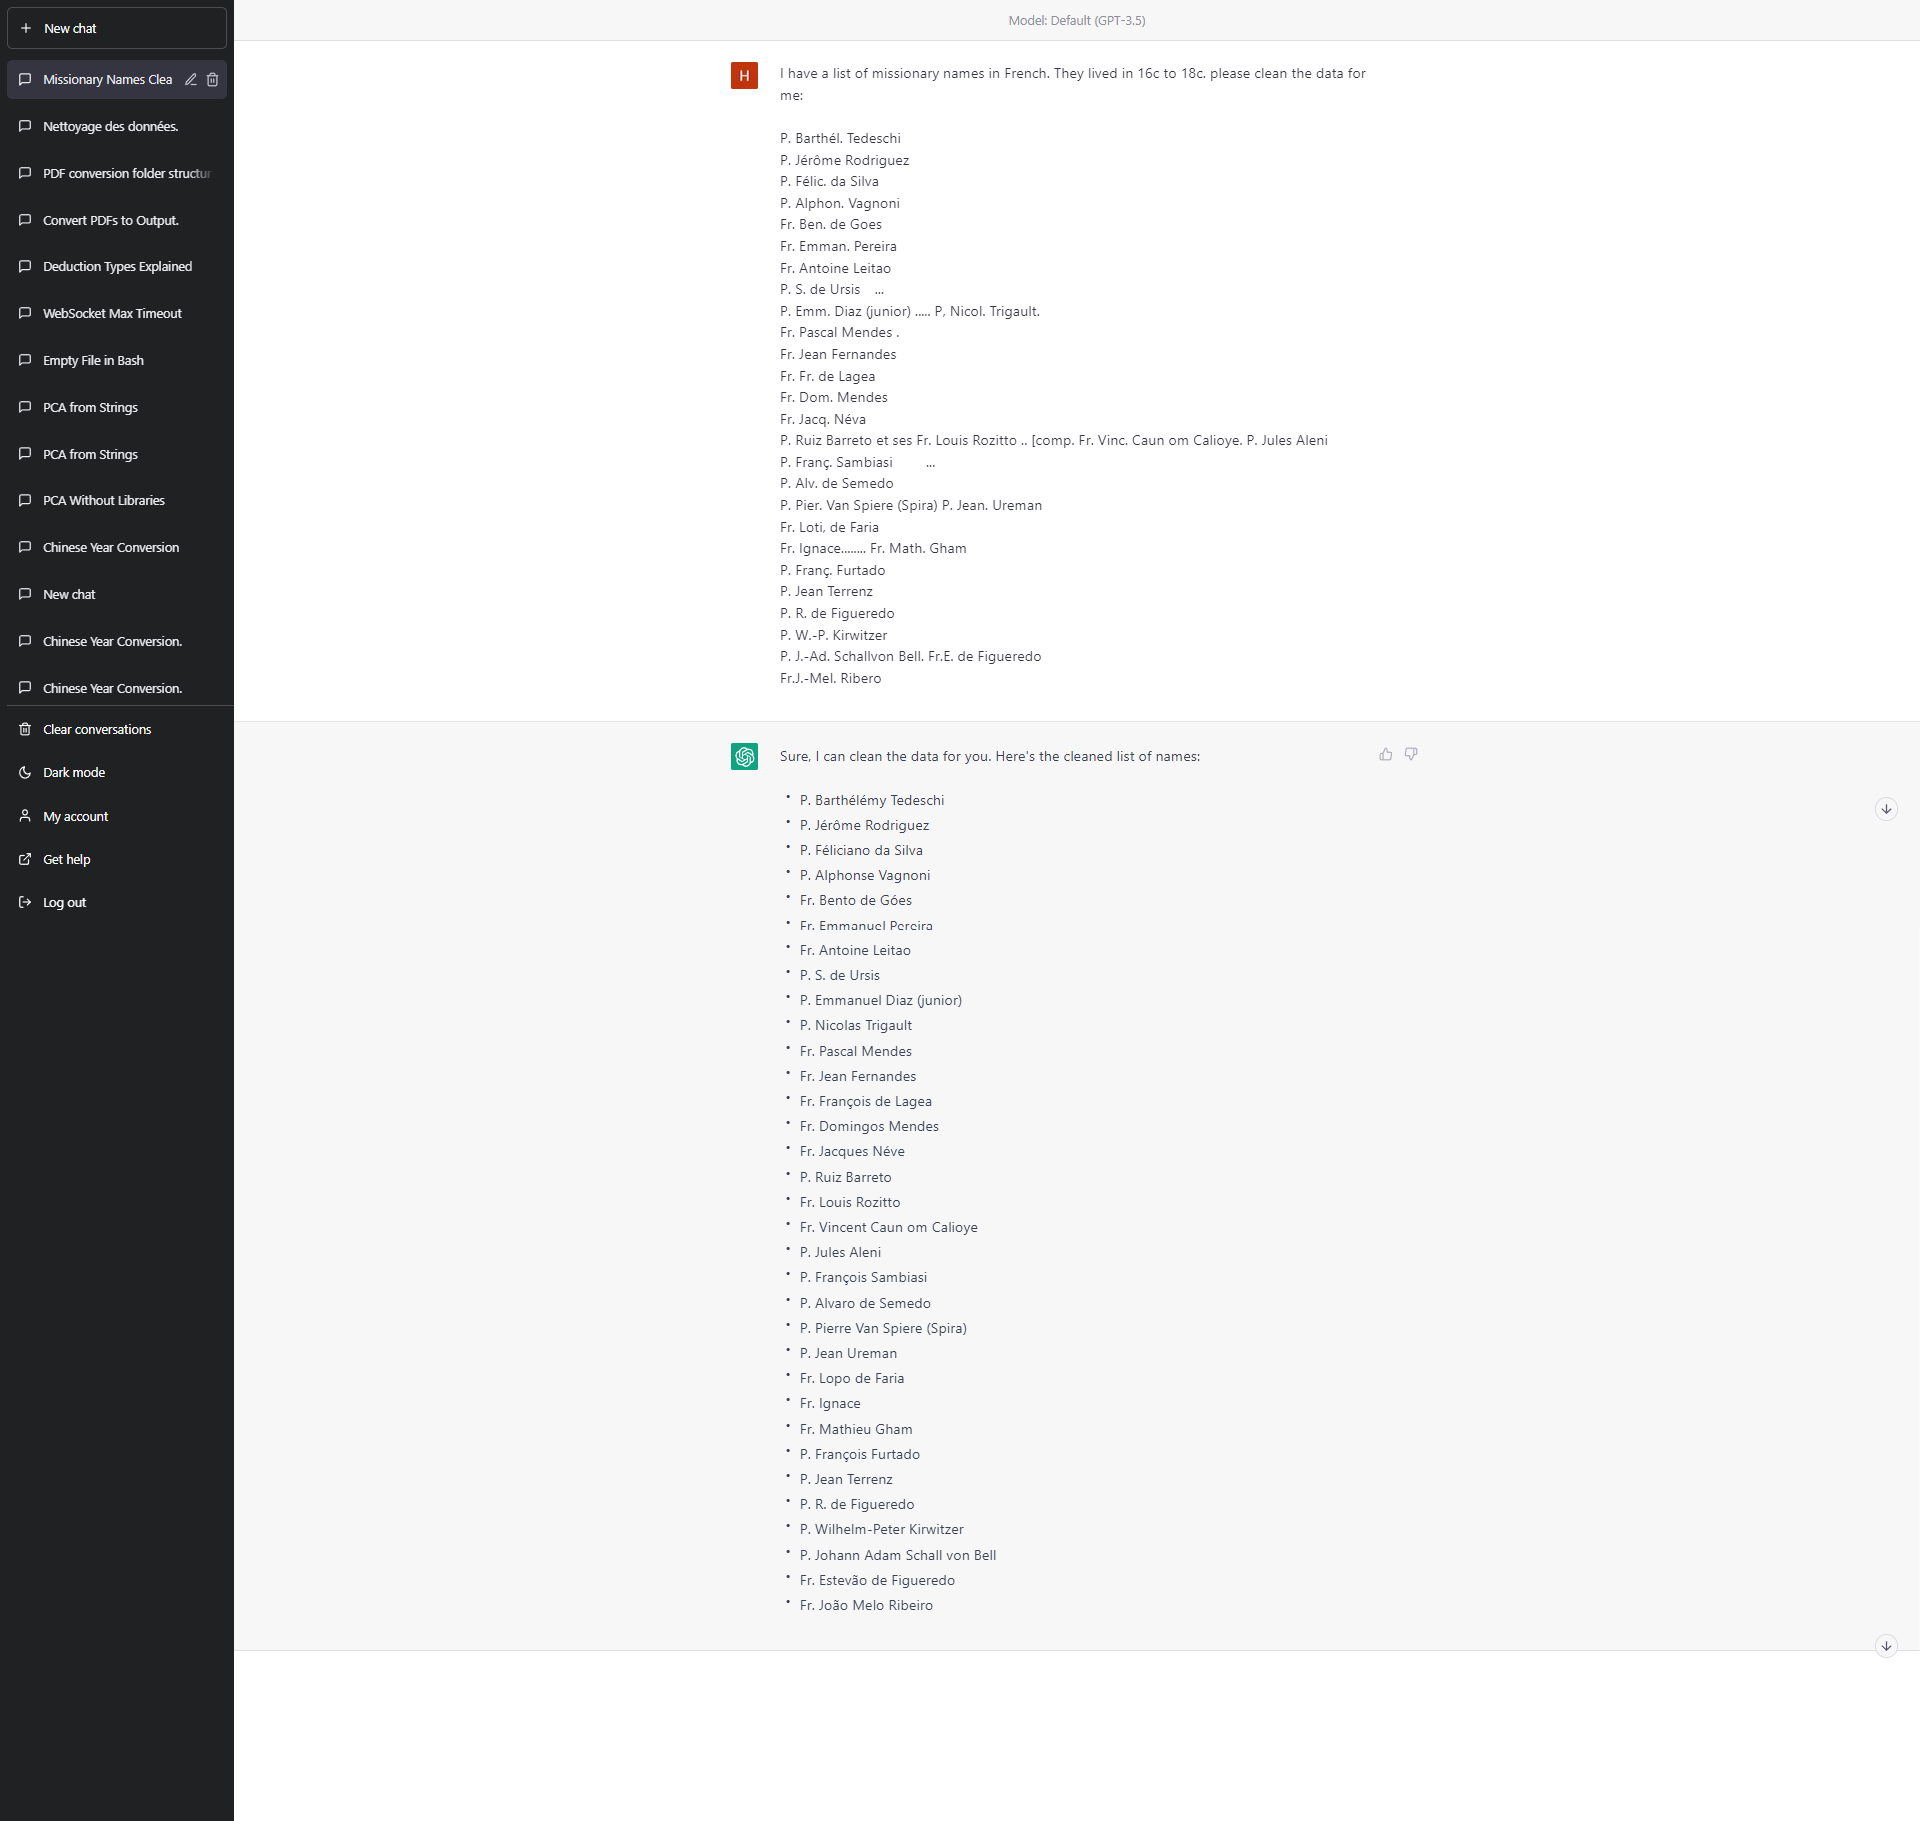 New chat
Missionary Names Clea
Nettoyage des données.
PDF conversion folder structur
Convert PDFs to Output.
Deduction Types Explained
WebSocket Max Timeout
Empty File in Bash
PCA from Strings
PCA from Strings
PCA Without Libraries
Chinese Year Conversion
New chat
Chinese Year Conversion.
Chinese Year Conversion.
Clear conversations
Dark mode
My account
Get help
Log out
Model: Default (GPT-3.5)
H
I have a list of missionary names in French. They lived in 16c to 18c. please clean the data for
me:
P. Barthél. Tedeschi
P. Jérôme Rodriguez
P. Félic. da Silva
P. Alphon. Vagnoni
Fr. Ben. de Goes
Fr. Emman. Pereira
Fr. Antoine Leitao
P. S. de Ursis ...
P. Emm. Diaz (junior) ..... P, Nicol. Trigault.
Fr. Pascal Mendes .
Fr. Jean Fernandes
Fr. Fr. de Lagea
Fr. Dom. Mendes
Fr. Jacq. Néva
P. Ruiz Barreto et ses Fr. Louis Rozitto .. [comp. Fr. Vinc. Caun om Calioye. P. Jules Aleni
P. Franç. Sambiasi ...
P. Alv. de Semedo
P. Pier. Van Spiere (Spira) P. Jean. Ureman
Fr. Loti, de Faria
Fr. Ignace........ Fr. Math. Gham
P. Franç. Furtado
P. Jean Terrenz
P. R. de Figueredo
P. W.-P. Kirwitzer
P. J.-Ad. Schallvon Bell. Fr.E. de Figueredo
Fr.J.-Mel. Ribero
Sure, I can clean the data for you. Here's the cleaned list of names:
• P. Barthélémy Tedeschi
• P. Jérôme Rodriguez
• P. Féliciano da Silva
• P. Alphonse Vagnoni
• Fr. Bento de Góes
• Fr. Emmanuel Pereira
• Fr. Antoine Leitao
• P. S. de Ursis
• P. Emmanuel Diaz (junior)
• P. Nicolas Trigault
• Fr. Pascal Mendes
• Fr. Jean Fernandes
• Fr. François de Lagea
• Fr. Domingos Mendes
• Fr. Jacques Néve
• P. Ruiz Barreto
• Fr. Louis Rozitto
• Fr. Vincent Caun om Calioye
• P. Jules Aleni
• P. François Sambiasi
• P. Alvaro de Semedo
• P. Pierre Van Spiere (Spira)
• P. Jean Ureman
• Fr. Lopo de Faria
• Fr. Ignace
• Fr. Mathieu Gham
• P. François Furtado
• P. Jean Terrenz
• P. R. de Figueredo
• P. Wilhelm-Peter Kirwitzer
• P. Johann Adam Schall von Bell
• Fr. Estevão de Figueredo
• Fr. João Melo Ribeiro